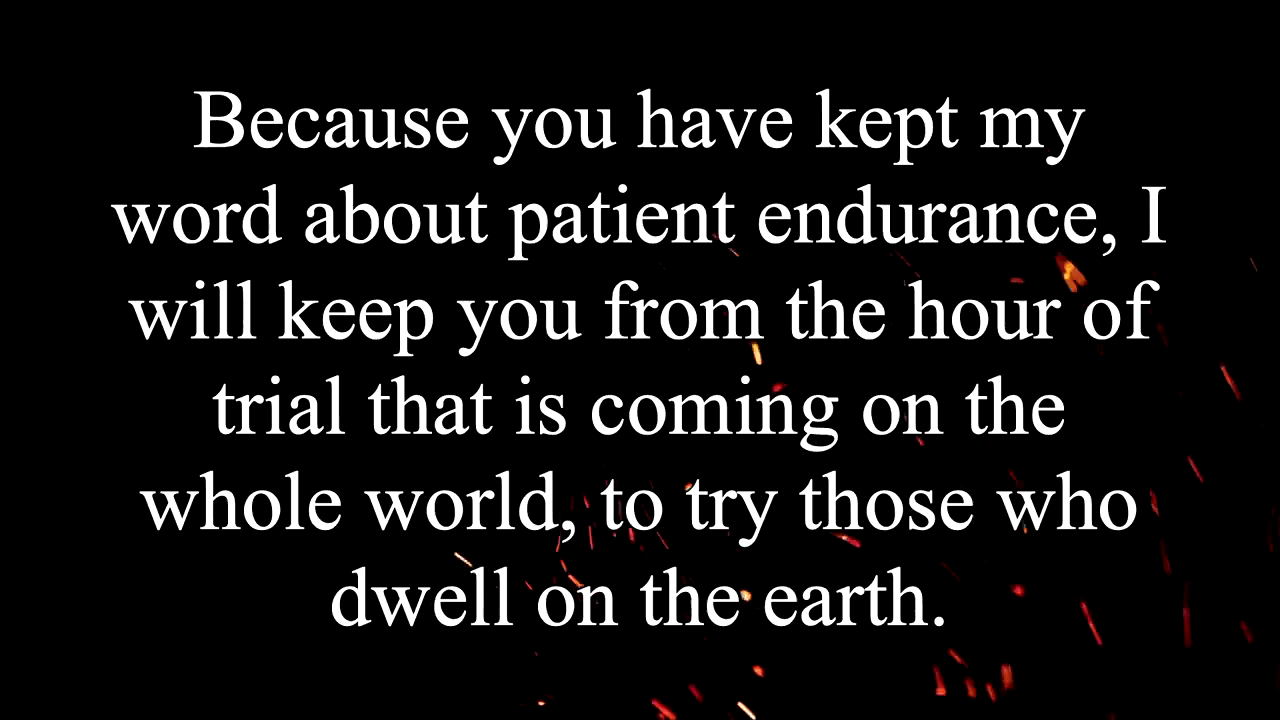 Because you have kept my
word about patient endurance, I
will keep you from the hour of
trial that is coming on the
whole world, to try those who
dwell on the earth.